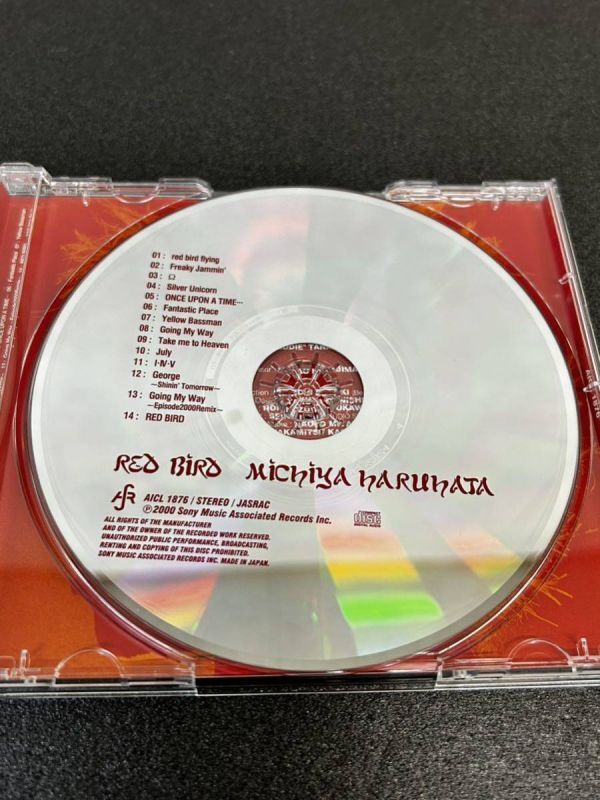 01: red bird flying
02: Freaky Jammin'
03: Ω
04: Silver Unicorn
05: ONCE UPON A TIME…
06: Fantastic Place
07: Yellow Bassman
08: Going My Way
09: Take me to Heaven
10: July
11: I·IV·V
12: George
~Shinin' Tomorrow~
13: Going My Way
~Episode2000Remix~
14: RED BIRD
RED BIRD MICHIYA HARUHATA
AICL 1876 / STEREO / JASRAC
℗2000 Sony Music Associated Records Inc.
ALL RIGHTS OF THE MANUFACTURER
AND OF THE OWNER OF THE RECORDED WORK RESERVED.
UNAUTHORIZED PUBLIC PERFORMANCE, BROADCASTING,
RENTING AND COPYING OF THIS DISC PROHIBITED.
SONY MUSIC ASSOCIATED RECORDS INC. MADE IN JAPAN.
COMPACT disc DIGITAL AUDIO